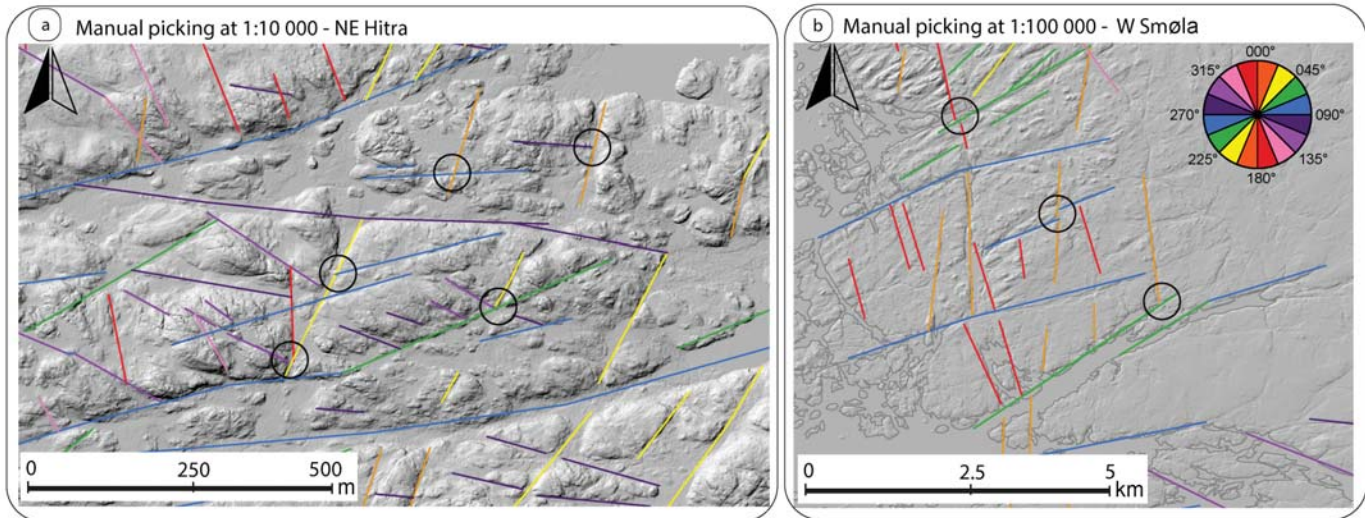 a Manual picking at 1:10 000 - NE Hitra
0 250 500
m
b Manual picking at 1:100 000 - W Smøla
000°
315° 045°
270° 090°
225° 135°
180°
0 2.5 5
km